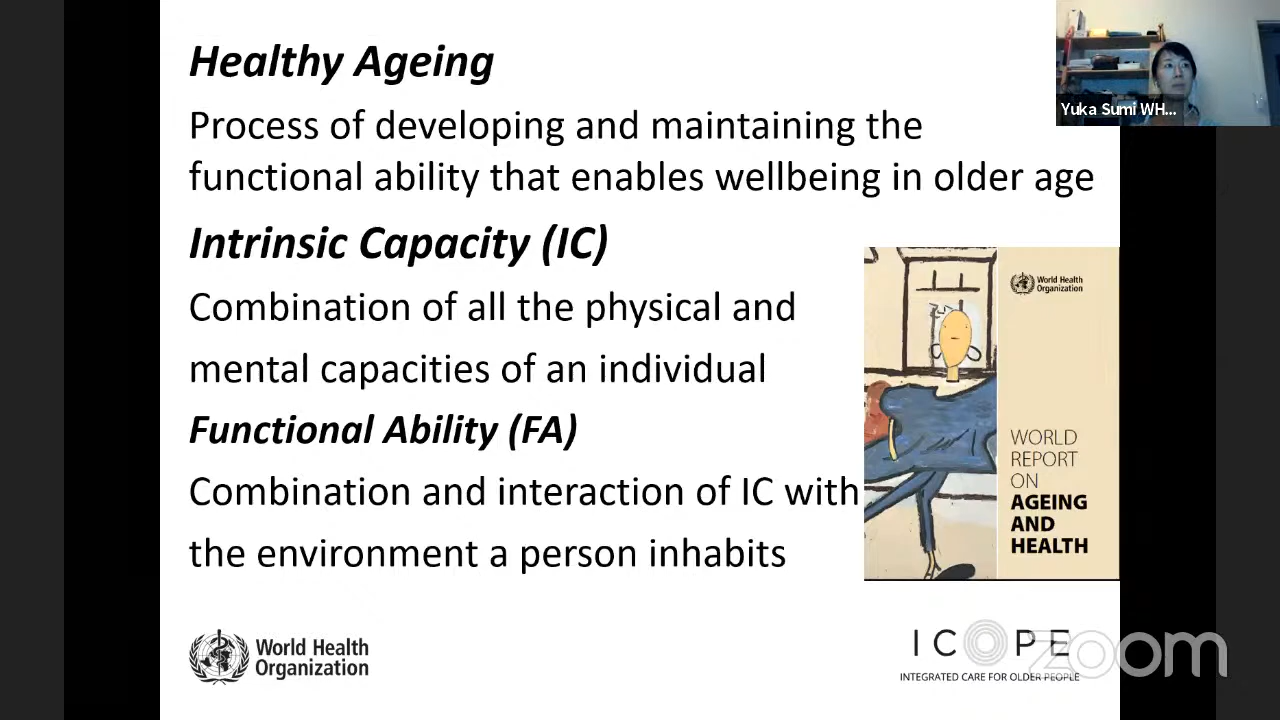 Healthy Ageing
Process of developing and maintaining the
functional ability that enables wellbeing in older age
Intrinsic Capacity (IC)
Combination of all the physical and
mental capacities of an individual
Functional Ability (FA)
Combination and interaction of IC with
the environment a person inhabits
Yuka Sumi WH...
World Health
Organization
WORLD
REPORT
ON
AGEING
AND
HEALTH
World Health
Organization
ICOPE
INTEGRATED CARE FOR OLDER PEOPLE
zoom